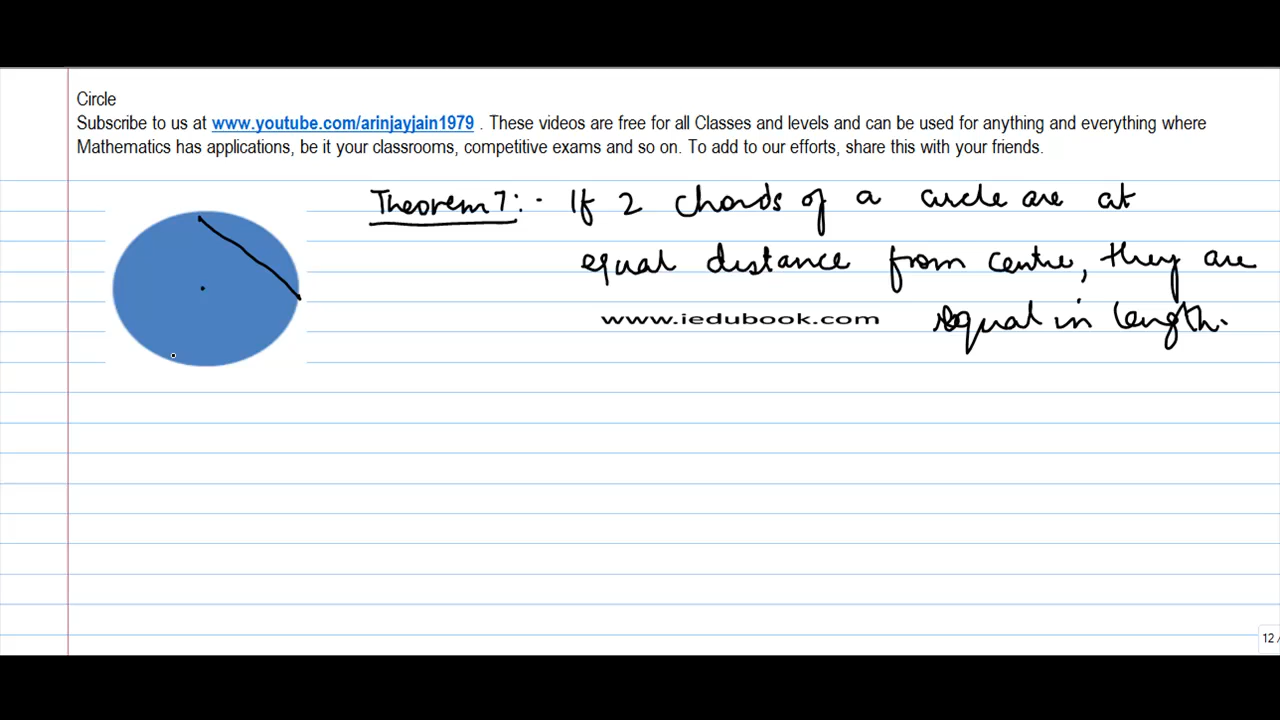 Circle
Subscribe to us at www.youtube.com/arinjayjain1979 . These videos are free for all Classes and levels and can be used for anything and everything where
Mathematics has applications, be it your classrooms, competitive exams and so on. To add to our efforts, share this with your friends.
Theorem 7:- If 2 chords of a circle are at
equal distance from centre, they are
www.iedubook.com equal in length.
12/